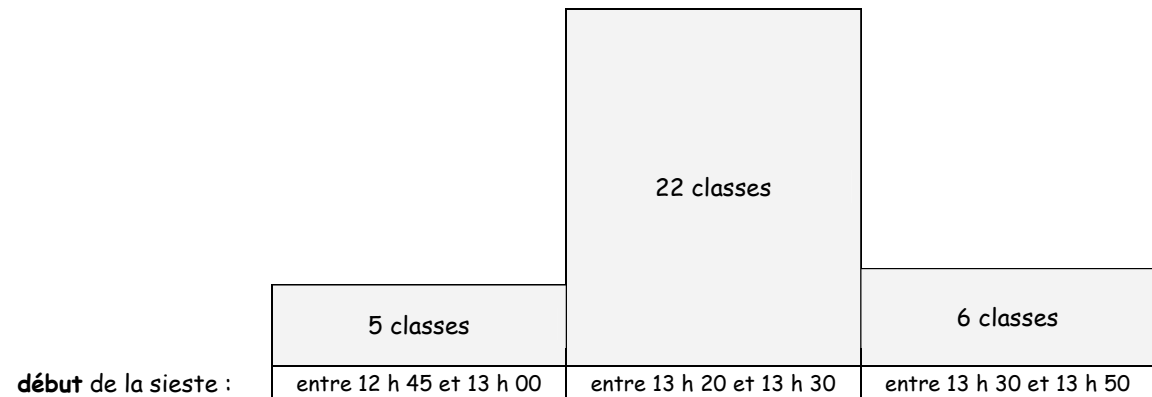 22 classes
5 classes
6 classes
début de la sieste :
entre 12 h 45 et 13 h 00
entre 13 h 20 et 13 h 30
entre 13 h 30 et 13 h 50